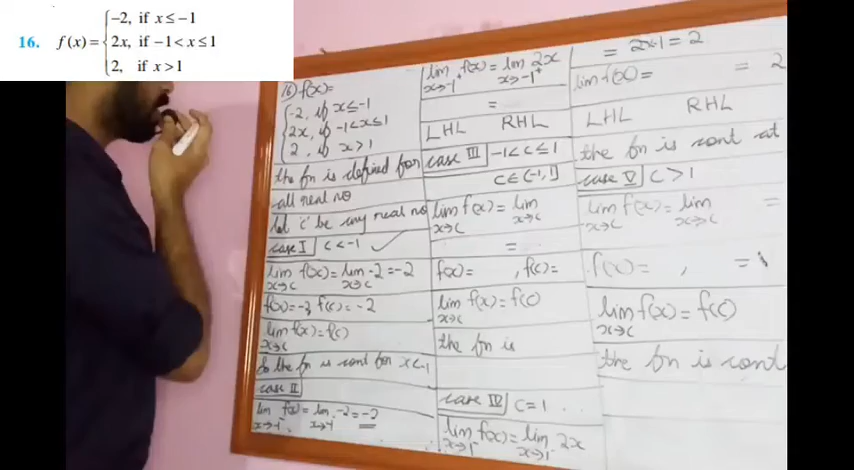 16. f(x) = { -2, if x ≤ -1
2x, if -1 < x ≤ 1
2, if x > 1
16) f(x)=
{ -2, if x ≤ -1
2x, if -1 < x ≤ 1
2, if x > 1
the fn is defined for
all real no
let 'c' be any real no
case I c < -1 ✓
lim x→c f(x) = lim x→c -2 = -2
f(x) = -2, f(c) = -2
lim x→c f(x) = f(c)
So the fn is cont for x < -1
case II
lim x→-1⁻ f(x) = lim x→-1 -2 = -2
lim x→-1⁺ f(x) = lim x→-1⁺ 2x
=
LHL RHL
case III -1 < c ≤ 1
c ∈ (-1, 1]
lim x→c f(x) = lim x→c
=
f(x) = , f(c) =
lim x→c f(x) = f(c)
the fn is
case IV c = 1
lim x→1⁻ f(x) = lim x→1⁻ 2x
= 2×1 = 2
lim f(x) = = 2
LHL RHL
the fn is cont at
case V c > 1
lim x→c f(x) = lim x→c =
f(x) = , =
lim x→c f(x) = f(c)
the fn is cont